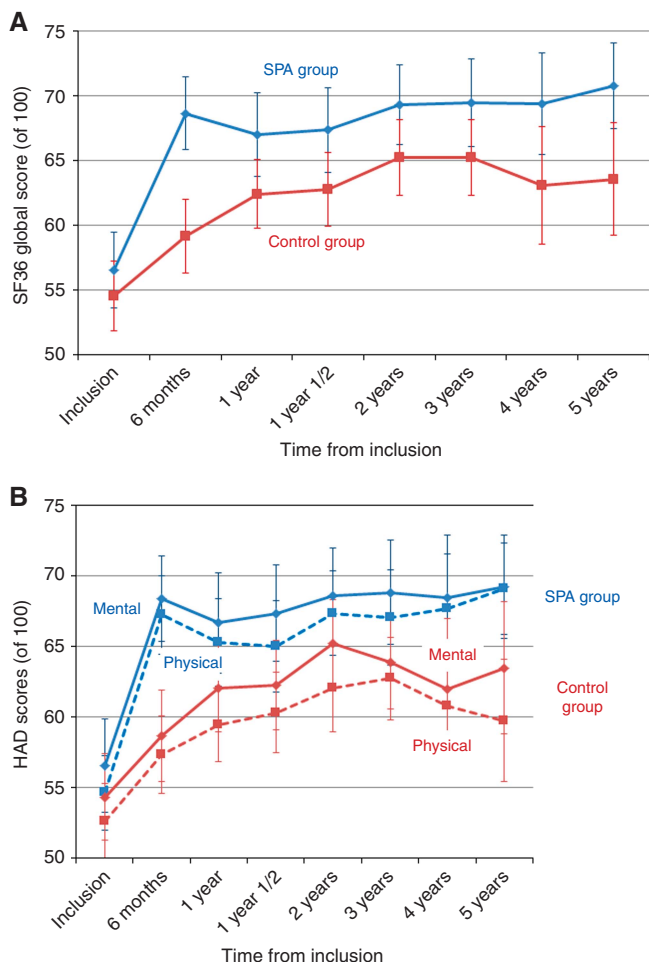 A
75
70
65
60
55
50
SF36 global score (of 100)
SPA group
Control group
Inclusion
6 months
1 year
1 year 1/2
2 years
3 years
4 years
5 years
Time from inclusion
B
75
70
65
60
55
50
HAD scores (of 100)
Mental
Physical
Mental
Physical
SPA group
Control
group
Inclusion
6 months
1 year
1 year 1/2
2 years
3 years
4 years
5 years
Time from inclusion